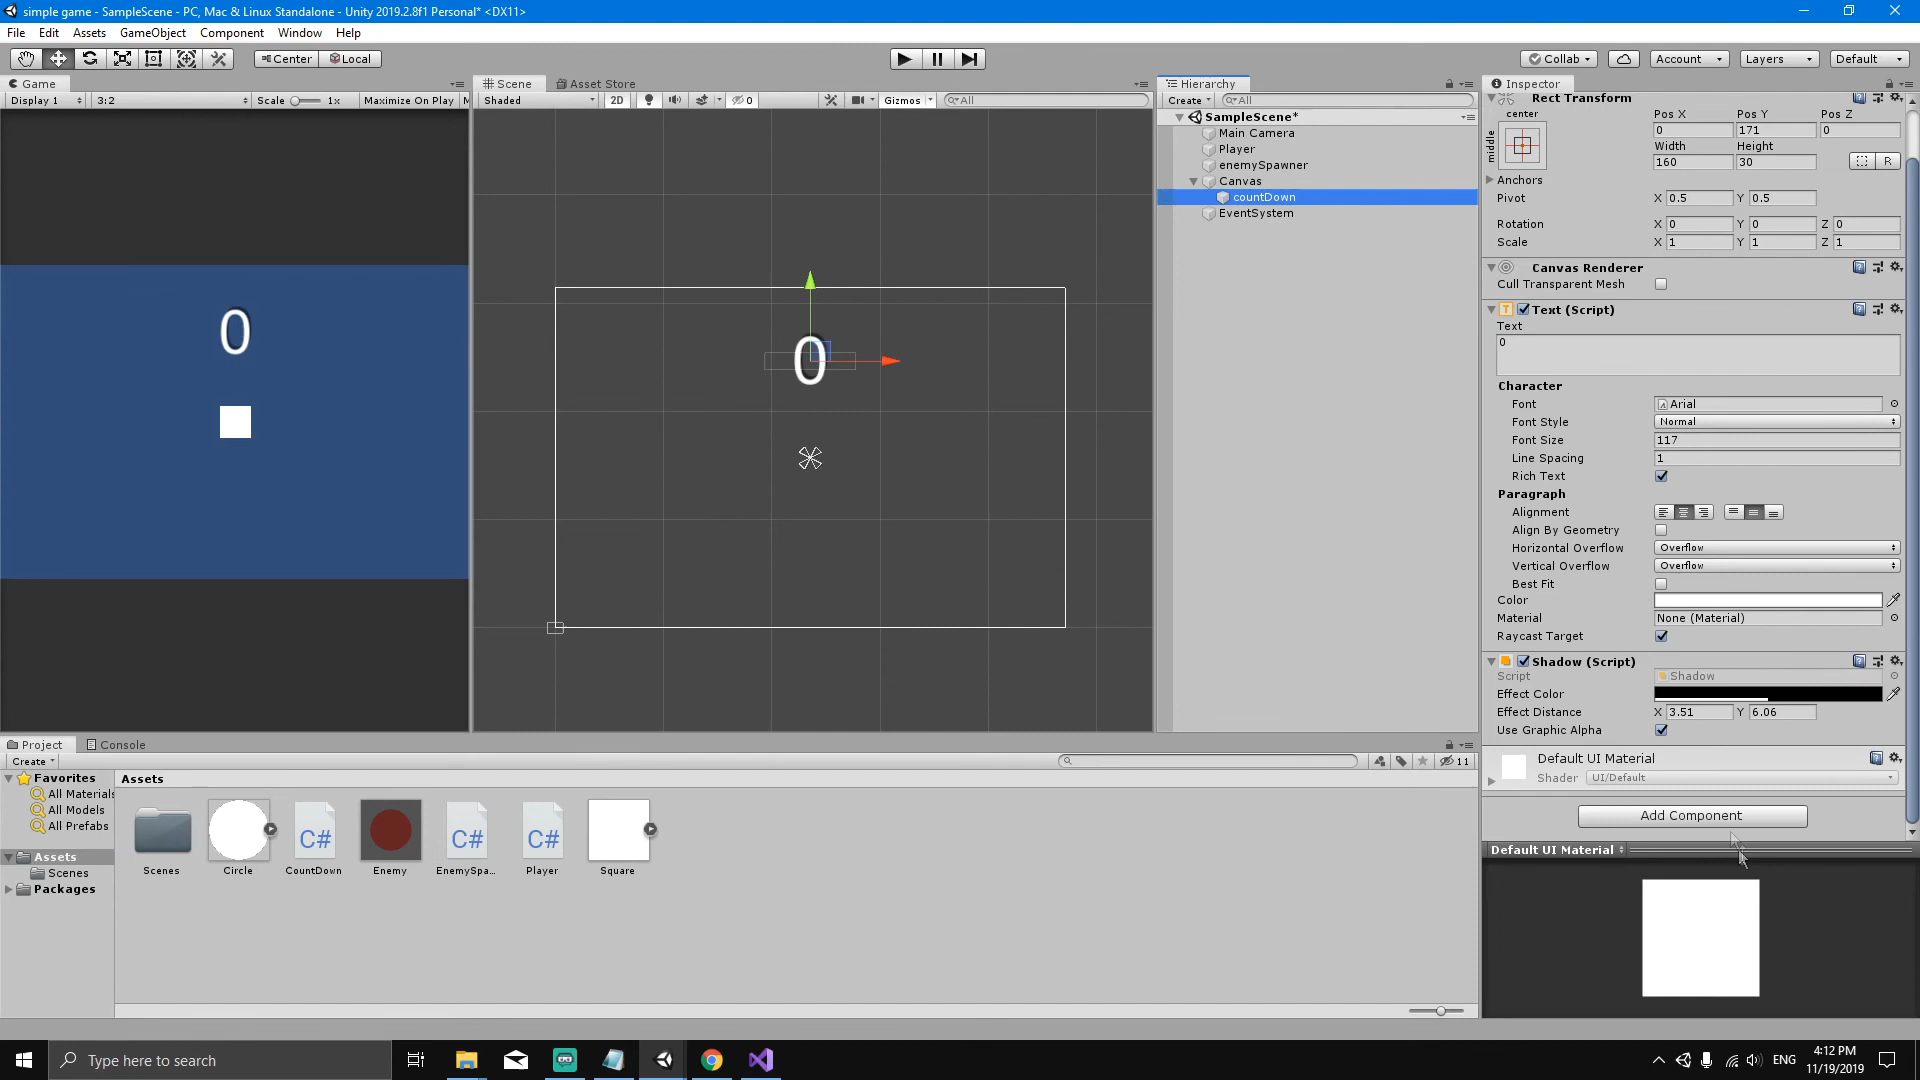 simple game - SampleScene - PC, Mac & Linux Standalone - Unity 2019.2.8f1 Personal* <DX11>
File Edit Assets GameObject Component Window Help
Center Local Collab Account Layers Default
Game
Display 1 3:2 Scale 1x Maximize On Play M
0
Scene Asset Store
Shaded 2D 0 Gizmos All
0
Hierarchy
Create All
SampleScene*
Main Camera
Player
enemySpawner
Canvas
countDown
EventSystem
Inspector
Rect Transform
center Pos X Pos Y Pos Z
middle 0 171 0
Width Height
160 30 R
Anchors
Pivot X 0.5 Y 0.5
Rotation X 0 Y 0 Z 0
Scale X 1 Y 1 Z 1
Canvas Renderer
Cull Transparent Mesh
Text (Script)
Text
0
Character
Font Arial
Font Style Normal
Font Size 117
Line Spacing 1
Rich Text
Paragraph
Alignment
Align By Geometry
Horizontal Overflow Overflow
Vertical Overflow Overflow
Best Fit
Color
Material None (Material)
Raycast Target
Shadow (Script)
Script Shadow
Effect Color
Effect Distance X 3.51 Y 6.06
Use Graphic Alpha
Default UI Material
Shader UI/Default
Add Component
Default UI Material
Project Console
Create 11
Favorites
All Materials
All Models
All Prefabs
Assets
Scenes
Packages
Assets
C# C# C#
Scenes Circle CountDown Enemy EnemySpa... Player Square
Type here to search
ENG
4:12 PM
11/19/2019